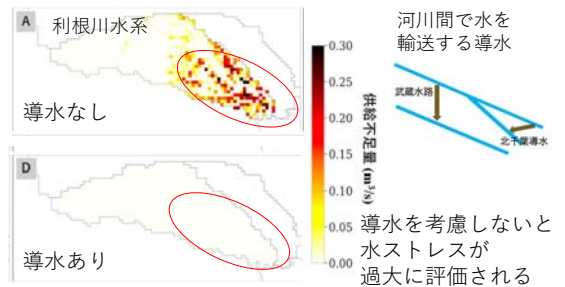 A
利根川水系
導水なし
D
導水あり
0.30
0.25
0.20
0.15
0.10
0.05
0.00
供給不足量 (m³/s)
河川間で水を
輸送する導水
武蔵水路
北千葉導水
導水を考慮しないと
水ストレスが
過大に評価される